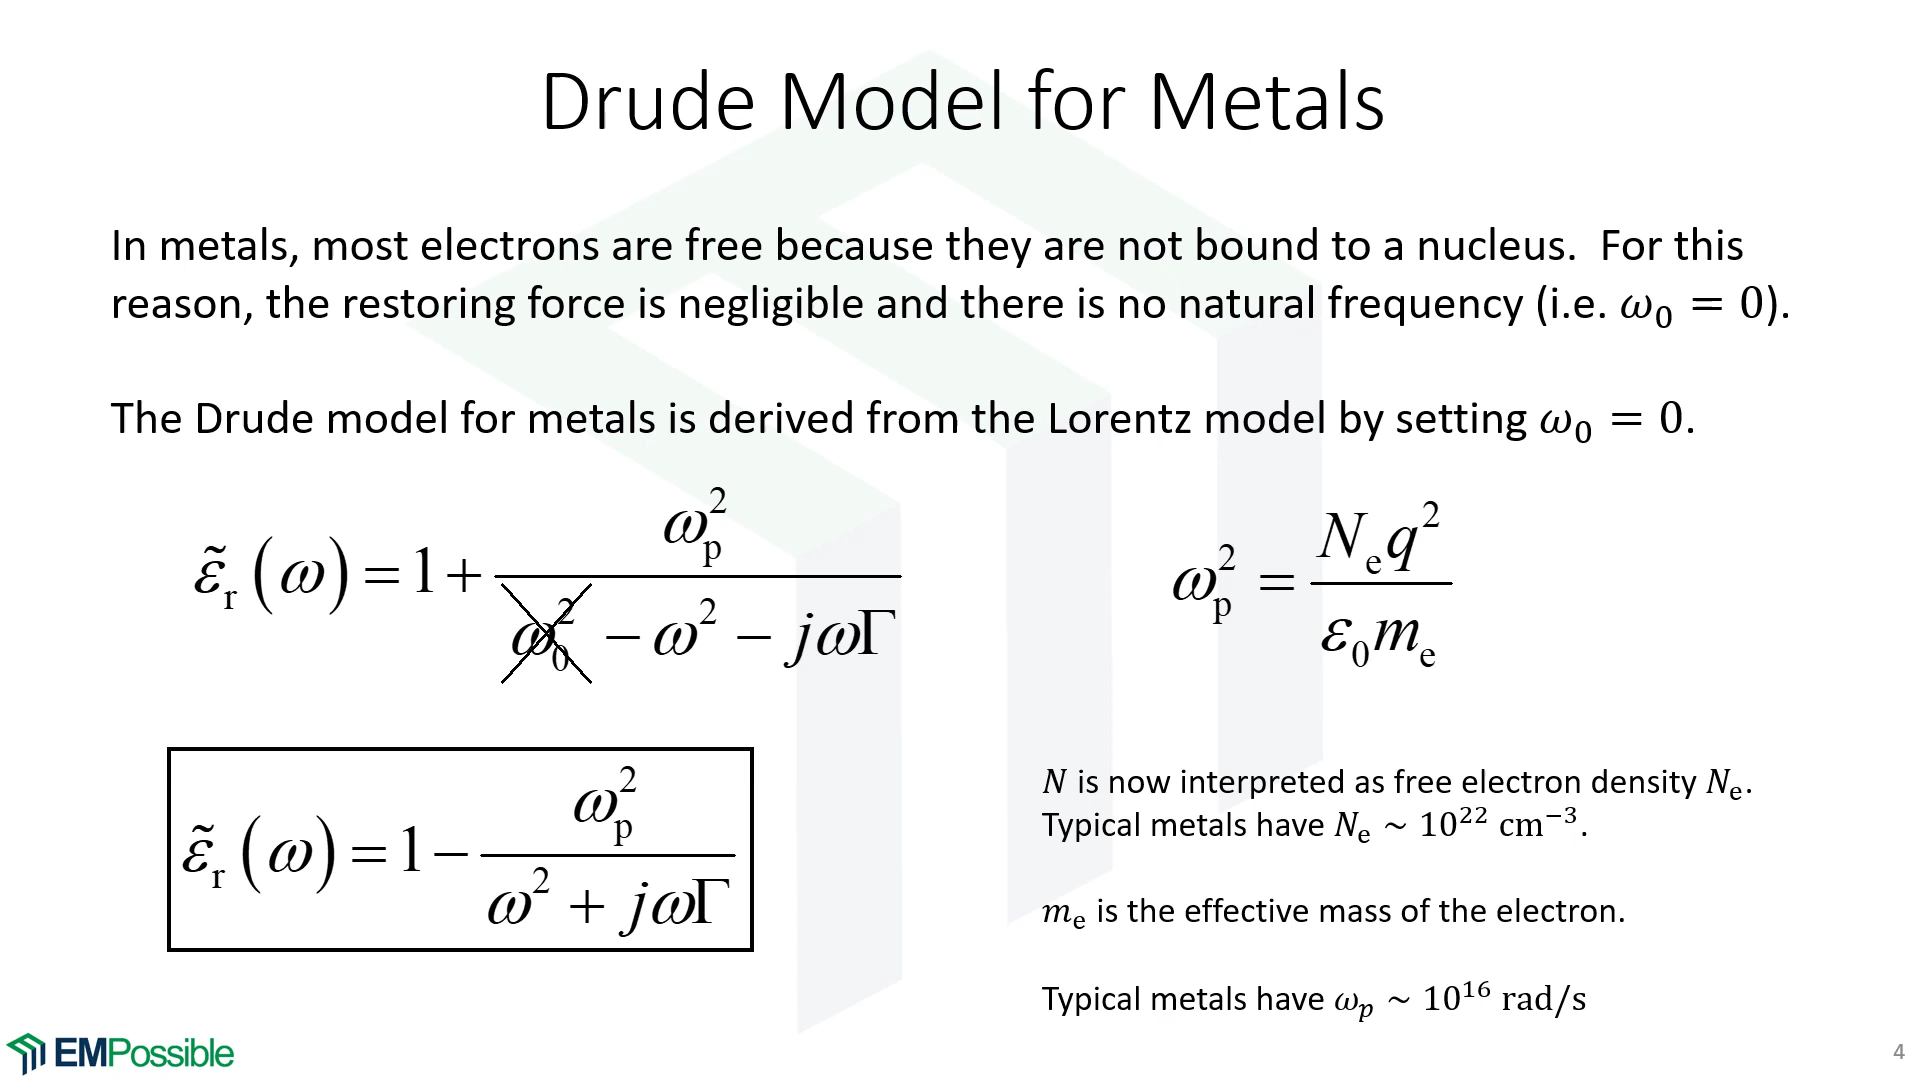 Drude Model for Metals
In metals, most electrons are free because they are not bound to a nucleus. For this
reason, the restoring force is negligible and there is no natural frequency (i.e. ω₀ = 0).
The Drude model for metals is derived from the Lorentz model by setting ω₀ = 0.
ε̃ᵣ(ω) = 1 + ωₚ² / (ω₀² − ω² − jωΓ)
ωₚ² = Nₑq² / ε₀mₑ
ε̃ᵣ(ω) = 1 − ωₚ² / (ω² + jωΓ)
N is now interpreted as free electron density Nₑ.
Typical metals have Nₑ ~ 10²² cm⁻³.
mₑ is the effective mass of the electron.
Typical metals have ωₚ ~ 10¹⁶ rad/s
EMPossible
4